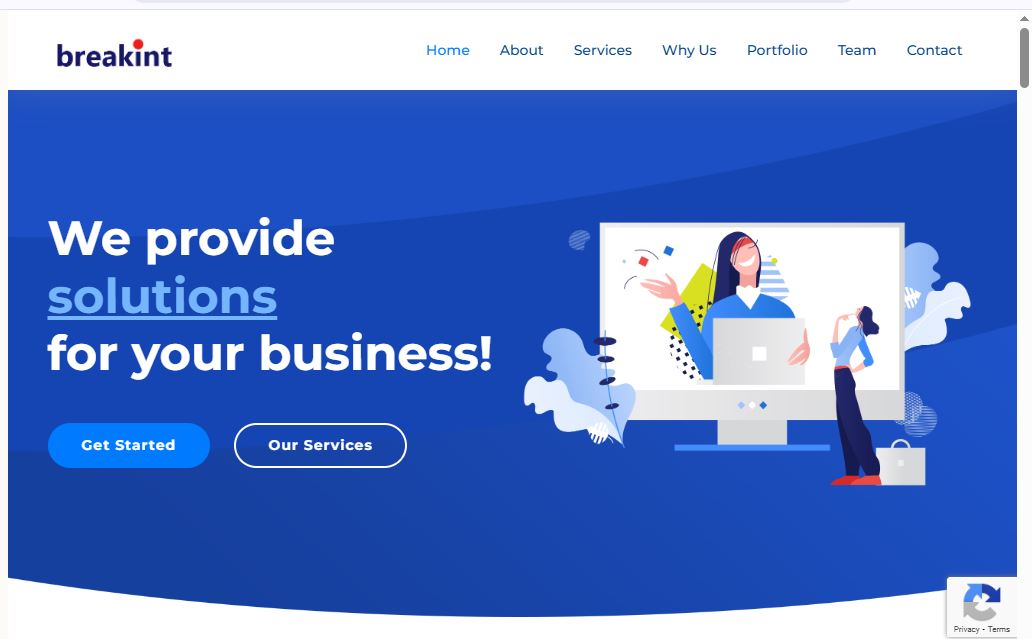 breakint
Home About Services Why Us Portfolio Team Contact
We provide
solutions
for your business!
Get Started Our Services
Privacy - Terms